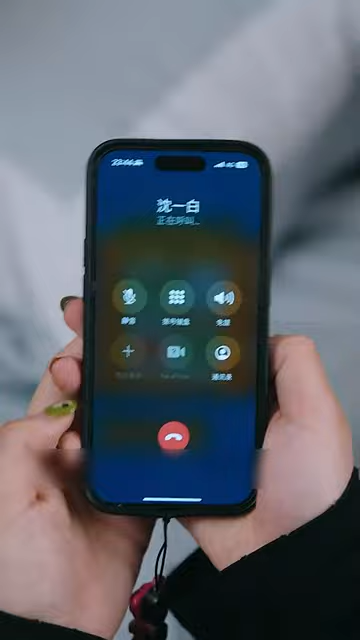 沈一白
正在呼叫...
静音
拨号键盘
免提
通讯录